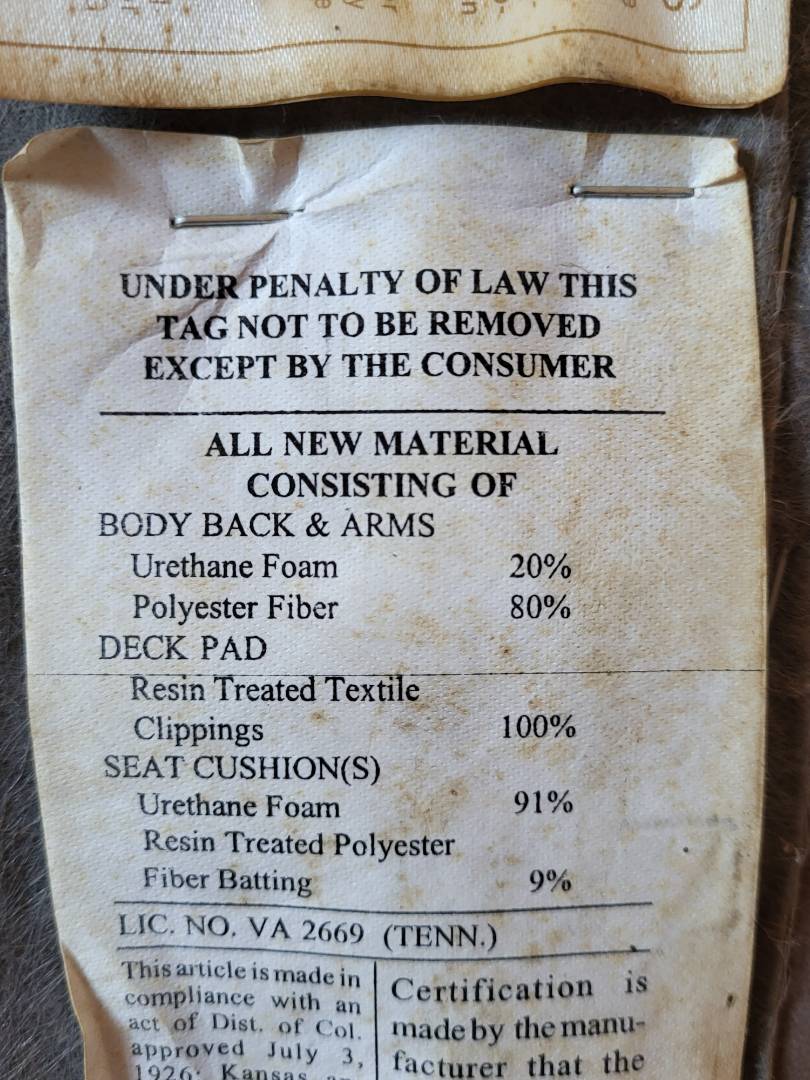 UNDER PENALTY OF LAW THIS
TAG NOT TO BE REMOVED
EXCEPT BY THE CONSUMER
ALL NEW MATERIAL
CONSISTING OF
BODY BACK & ARMS
Urethane Foam 20%
Polyester Fiber 80%
DECK PAD
Resin Treated Textile
Clippings 100%
SEAT CUSHION(S)
Urethane Foam 91%
Resin Treated Polyester
Fiber Batting 9%
LIC. NO. VA 2669 (TENN.)
This article is made in
compliance with an
act of Dist. of Col.
approved July 3,
1926; Kansas
Certification is
made by the manu-
facturer that the